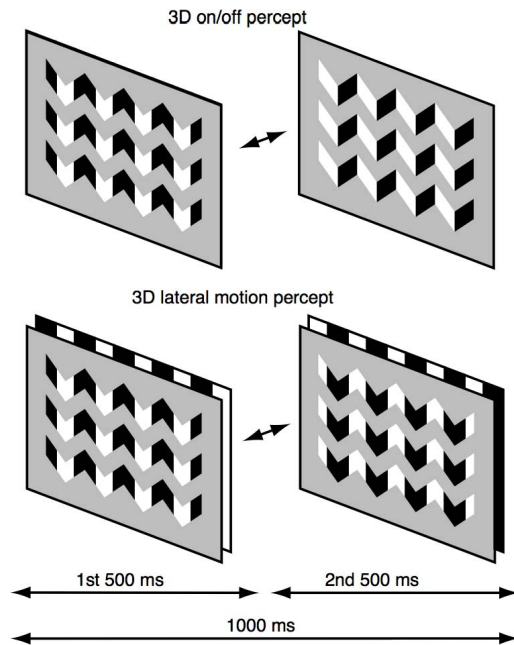 3D on/off percept
3D lateral motion percept
1st 500 ms
2nd 500 ms
1000 ms